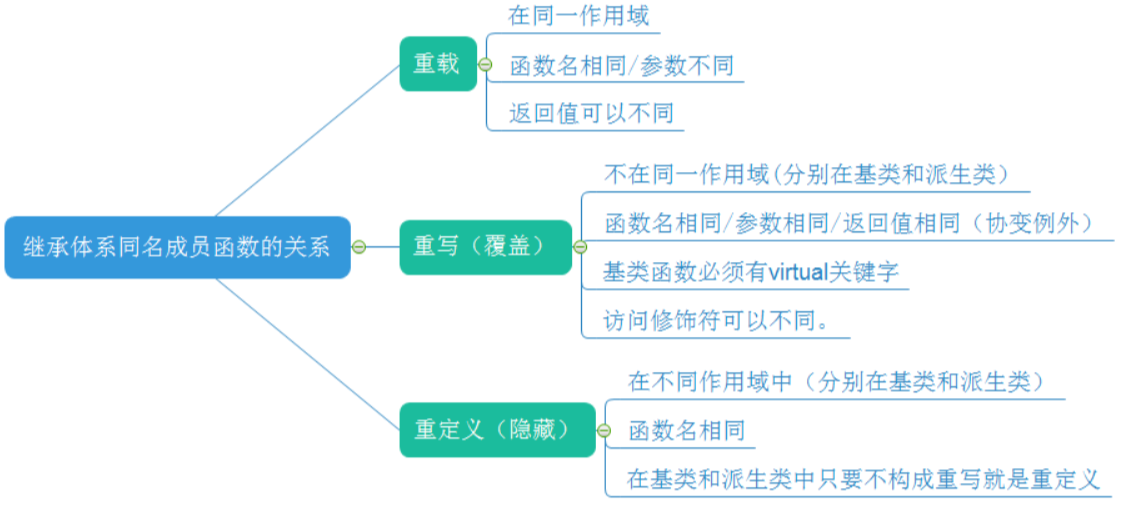 继承体系同名成员函数的关系
重载
在同一作用域
函数名相同/参数不同
返回值可以不同
重写（覆盖）
不在同一作用域(分别在基类和派生类）
函数名相同/参数相同/返回值相同（协变例外）
基类函数必须有virtual关键字
访问修饰符可以不同。
重定义（隐藏）
在不同作用域中（分别在基类和派生类）
函数名相同
在基类和派生类中只要不构成重写就是重定义